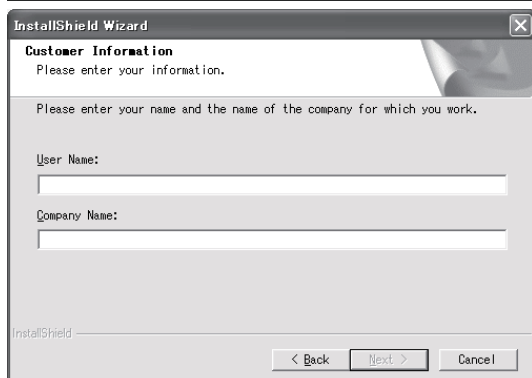 InstallShield Wizard
Customer Information
Please enter your information.
Please enter your name and the name of the company for which you work.
User Name:
Company Name:
InstallShield
< Back
Next >
Cancel